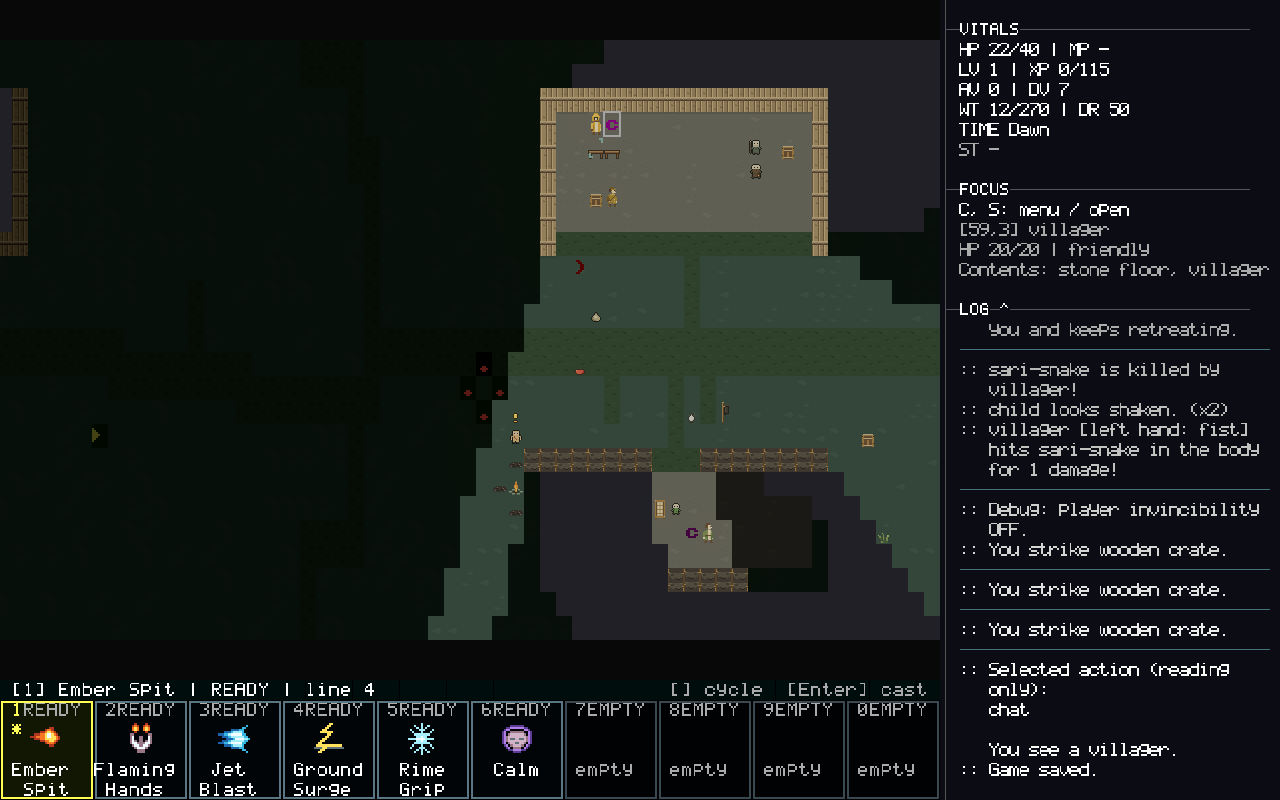 VITALS
HP 22/40 | MP -
LV 1 | XP 0/115
AV 0 | DV 7
WT 12/270 | DR 50
TIME Dawn
ST -
FOCUS
C, S: menu / oPen
[59,3] villager
HP 20/20 | friendly
Contents: stone floor, villager
LOG ^
You and keePs retreating.
:: sari-snake is killed by
villager!
:: child looks shaken. (x2)
:: villager [left hand: fist]
hits sari-snake in the body
for 1 damage!
:: Debug: Player invincibility
OFF.
:: You strike wooden crate.
:: You strike wooden crate.
:: You strike wooden crate.
:: Selected action (reading
only):
chat
You see a villager.
:: Game saved.
[1] Ember SPit | READY | line 4
[] cycle [Enter] cast
1READY 2READY 3READY 4READY 5READY 6READY 7EMPTY 8EMPTY 9EMPTY 0EMPTY
*
Ember Flaming Jet Ground Rime Calm emPty emPty emPty emPty
SPit Hands Blast Surge GriP